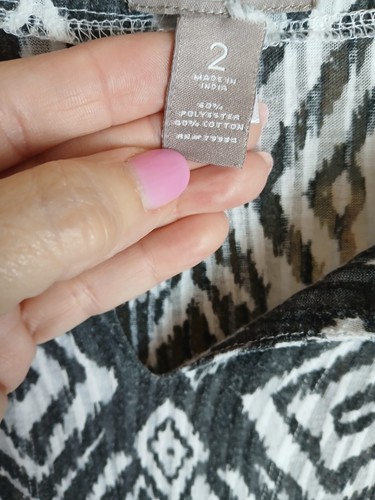 2
MADE IN
INDIA
60%
POLYESTER
40% COTTON